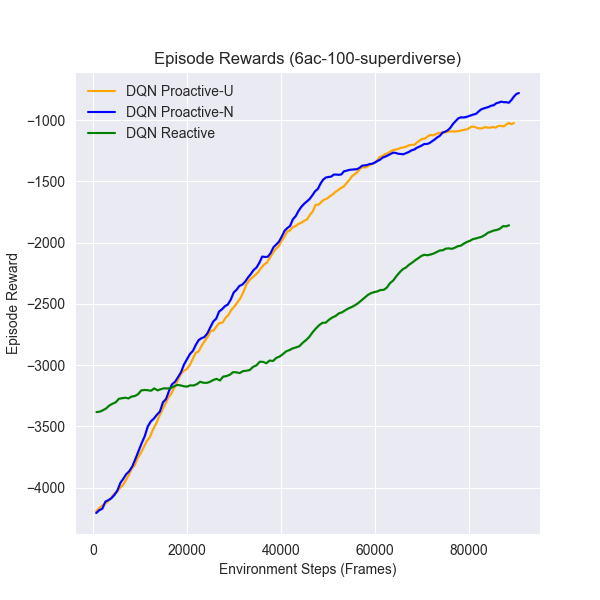 Episode Rewards (6ac-100-superdiverse)
DQN Proactive-U
DQN Proactive-N
DQN Reactive
−1000
−1500
−2000
−2500
−3000
−3500
−4000
Episode Reward
0 20000 40000 60000 80000
Environment Steps (Frames)